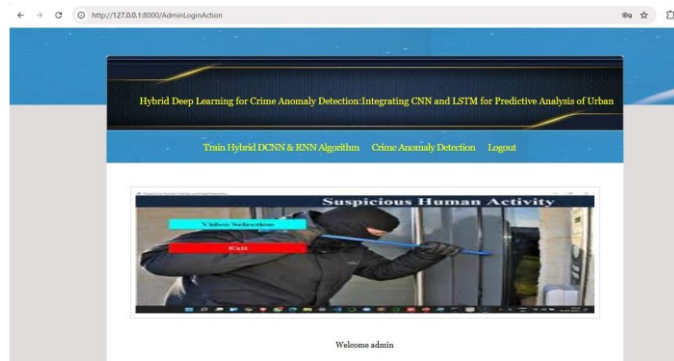 http://127.0.0.1:8000/AdminLoginAction
Hybrid Deep Learning for Crime Anomaly Detection:Integrating CNN and LSTM for Predictive Analysis of Urban
Train Hybrid DCNN & RNN Algorithm Crime Anomaly Detection Logout
Suspicious Human Activity
Video Selection
Exit
Welcome admin